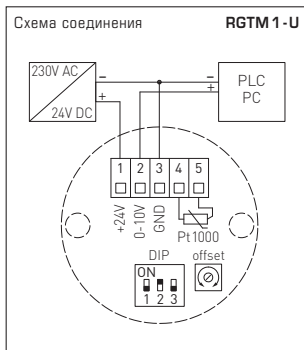 Схема соединения RGTM 1 - U
230V AC
24V DC
–
+
–
+
PLC
PC
1 2 3 4 5
+24V
0-10V
GND
Pt1000
DIP offset
ON
1 2 3